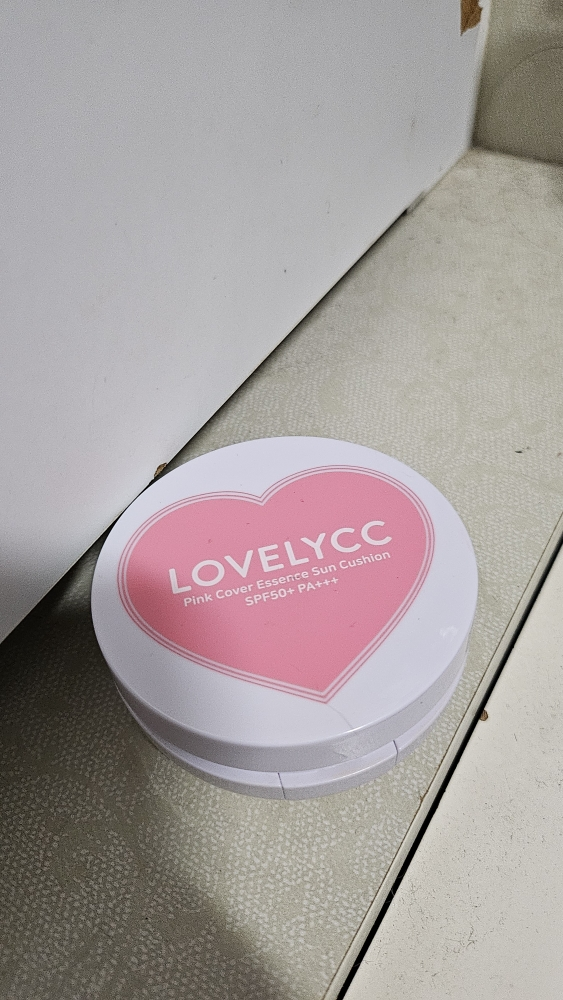 LOVELYCC
Pink Cover Essence Sun Cushion
SPF50+ PA+++